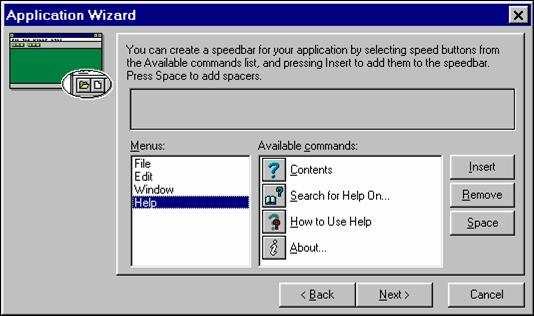 Application Wizard
You can create a speedbar for your application by selecting speed buttons from
the Available commands list, and pressing Insert to add them to the speedbar.
Press Space to add spacers.
Menus:
File
Edit
Window
Help
Available commands:
Contents
Search for Help On...
How to Use Help
About...
Insert
Remove
Space
< Back
Next >
Cancel